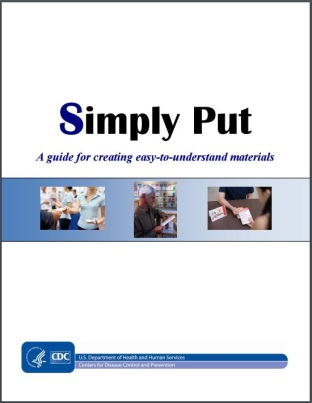 Simply Put
A guide for creating easy-to-understand materials
CDC
U.S. Department of Health and Human Services
Centers for Disease Control and Prevention